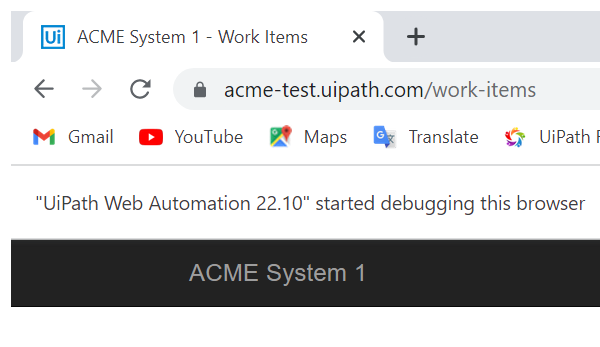 Ui ACME System 1 - Work Items
acme-test.uipath.com/work-items
Gmail YouTube Maps Translate UiPath
"UiPath Web Automation 22.10" started debugging this browser
ACME System 1